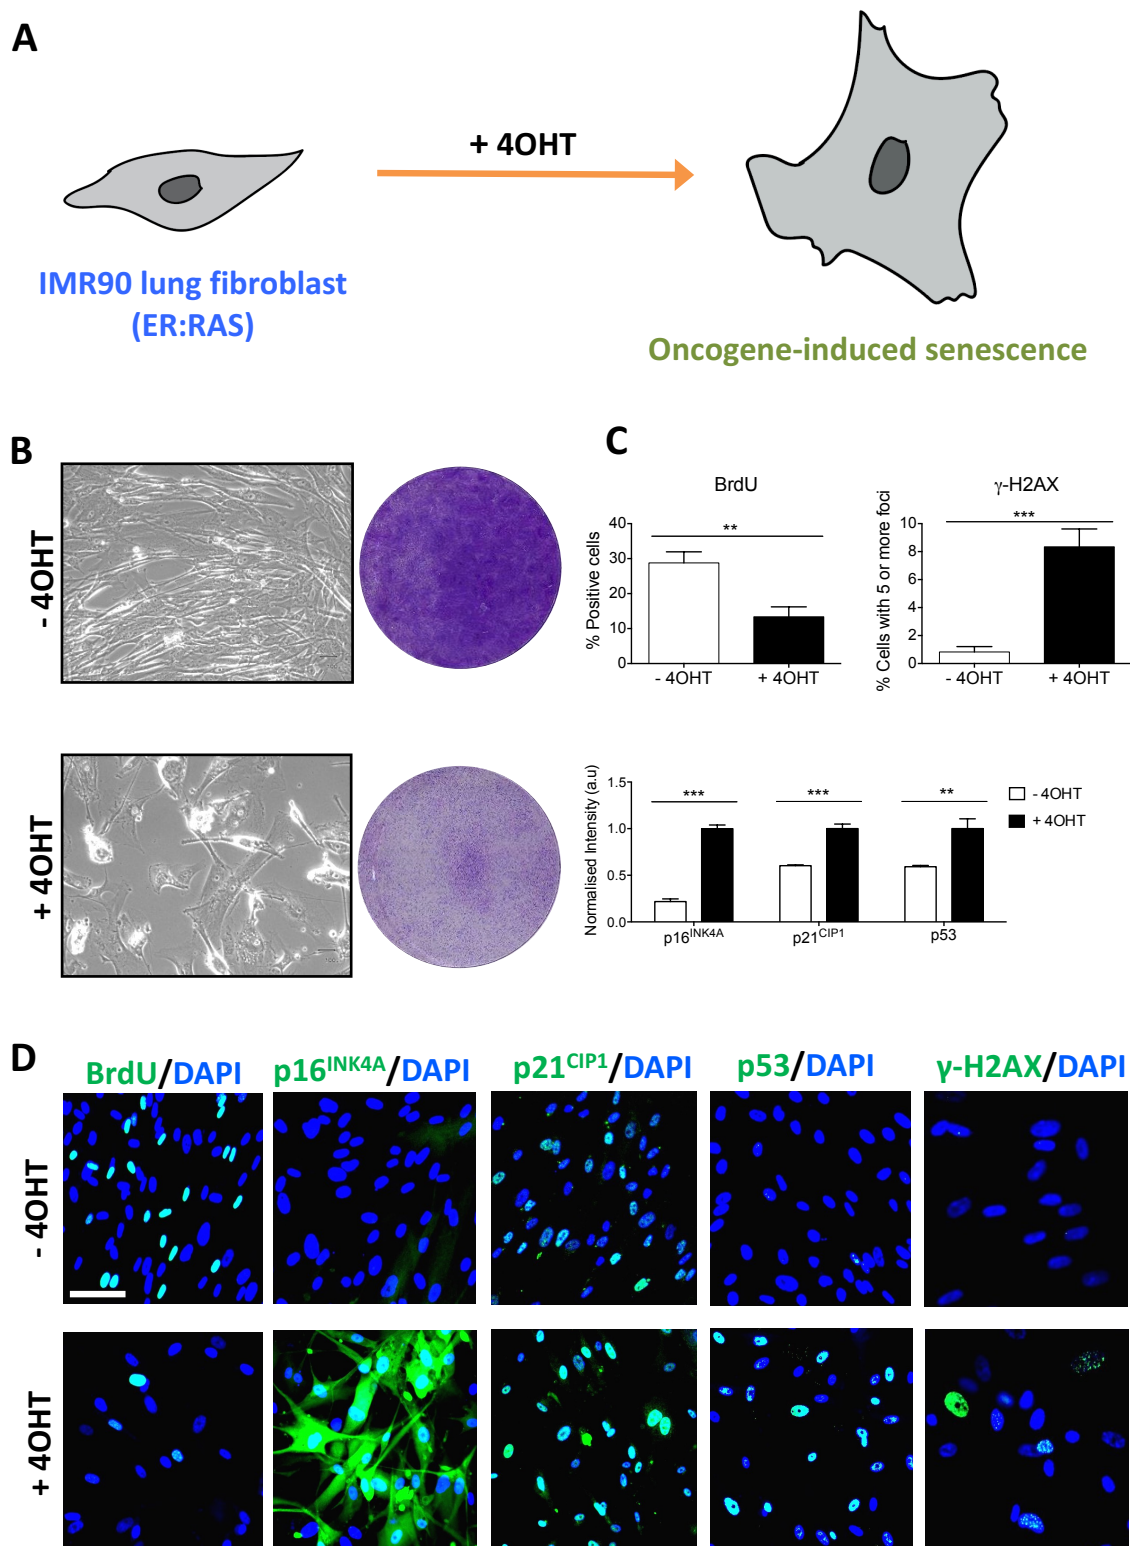 A
+ 4OHT
IMR90 lung fibroblast
(ER:RAS)
Oncogene-induced senescence
B
- 4OHT
+ 4OHT
C
BrdU
% Positive cells
40
30
20
10
0
**
- 4OHT
+ 4OHT
γ-H2AX
% Cells with 5 or more foci
10
8
6
4
2
0
***
- 4OHT
+ 4OHT
Normalised Intensity (a.u)
1.5
1.0
0.5
0.0
***
***
**
p16INK4A
p21CIP1
p53
- 4OHT
+ 4OHT
D
BrdU/DAPI
p16INK4A/DAPI
p21CIP1/DAPI
p53/DAPI
γ-H2AX/DAPI
- 4OHT
+ 4OHT